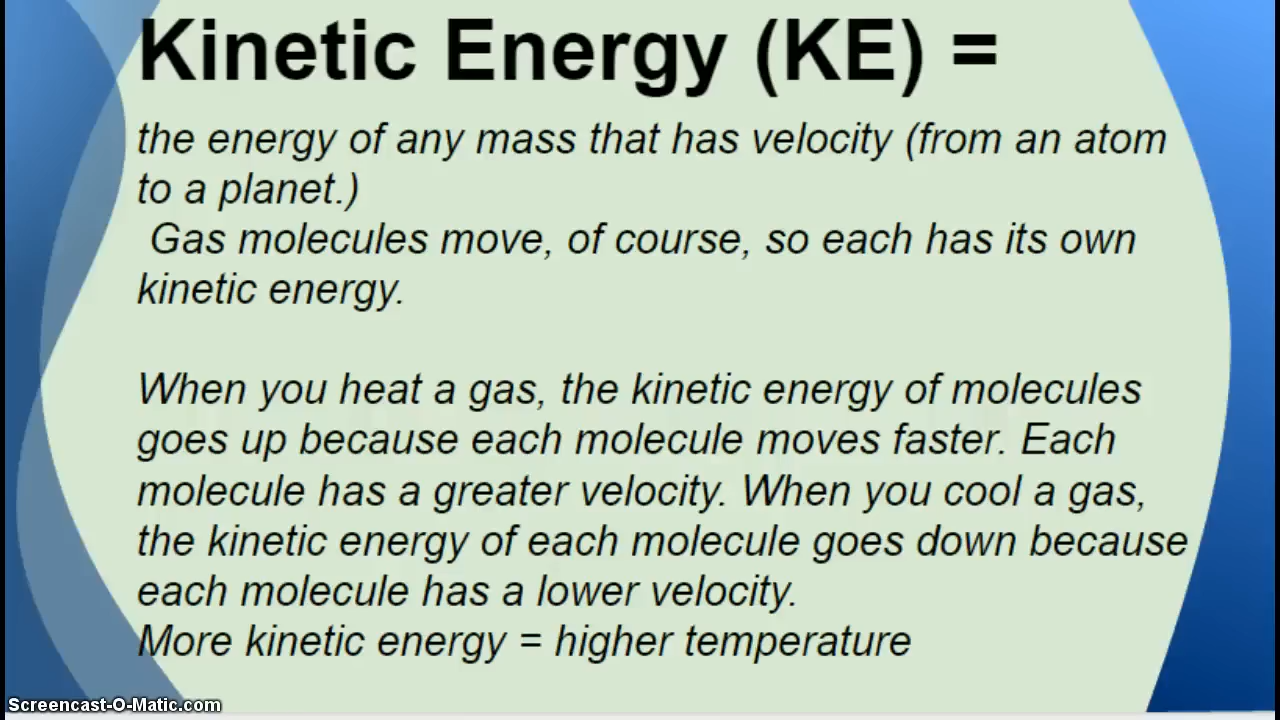 Kinetic Energy (KE) =
the energy of any mass that has velocity (from an atom
to a planet.)
Gas molecules move, of course, so each has its own
kinetic energy.
When you heat a gas, the kinetic energy of molecules
goes up because each molecule moves faster. Each
molecule has a greater velocity. When you cool a gas,
the kinetic energy of each molecule goes down because
each molecule has a lower velocity.
More kinetic energy = higher temperature
Screencast-O-Matic.com